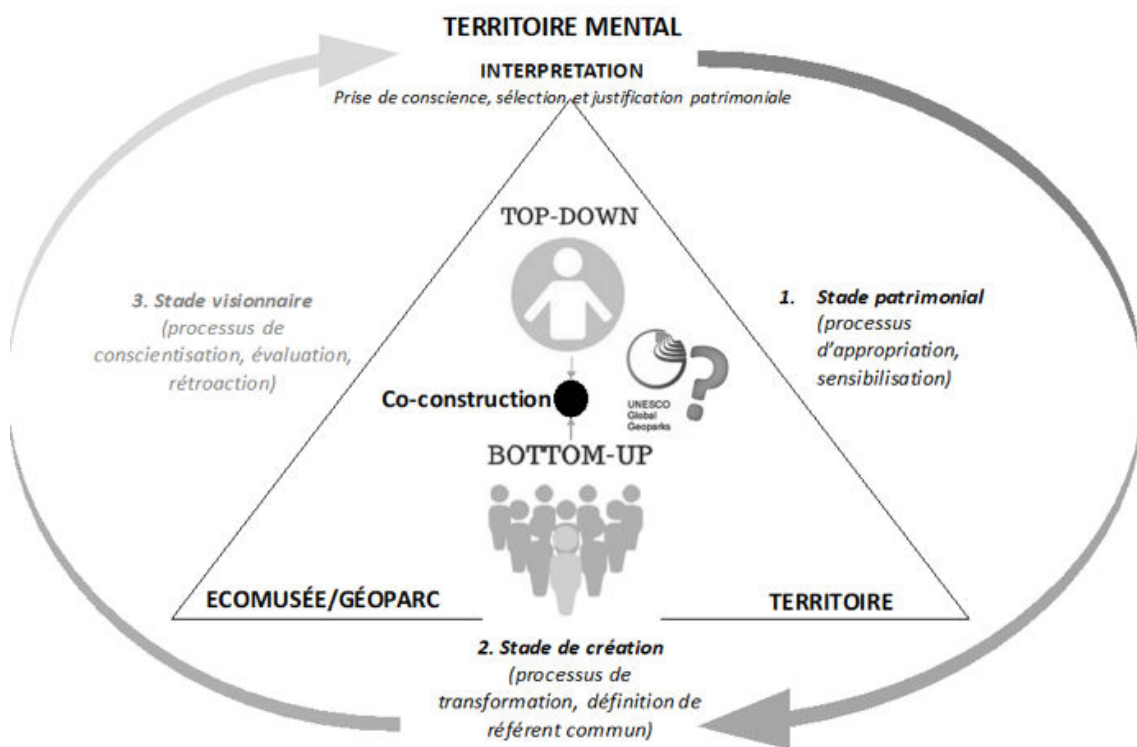 TERRITOIRE MENTAL
INTERPRETATION
Prise de conscience, sélection et justification patrimoniale
TOP-DOWN
3. Stade visionnaire
(processus de
conscientisation, évaluation,
rétroaction)
1. Stade patrimonial
(processus
d'appropriation,
sensibilisation)
?
Co-construction
UNESCO
Global
Geoparks
BOTTOM-UP
ECOMUSÉE/GÉOPARC
TERRITOIRE
2. Stade de création
(processus de
transformation, définition de
référent commun)